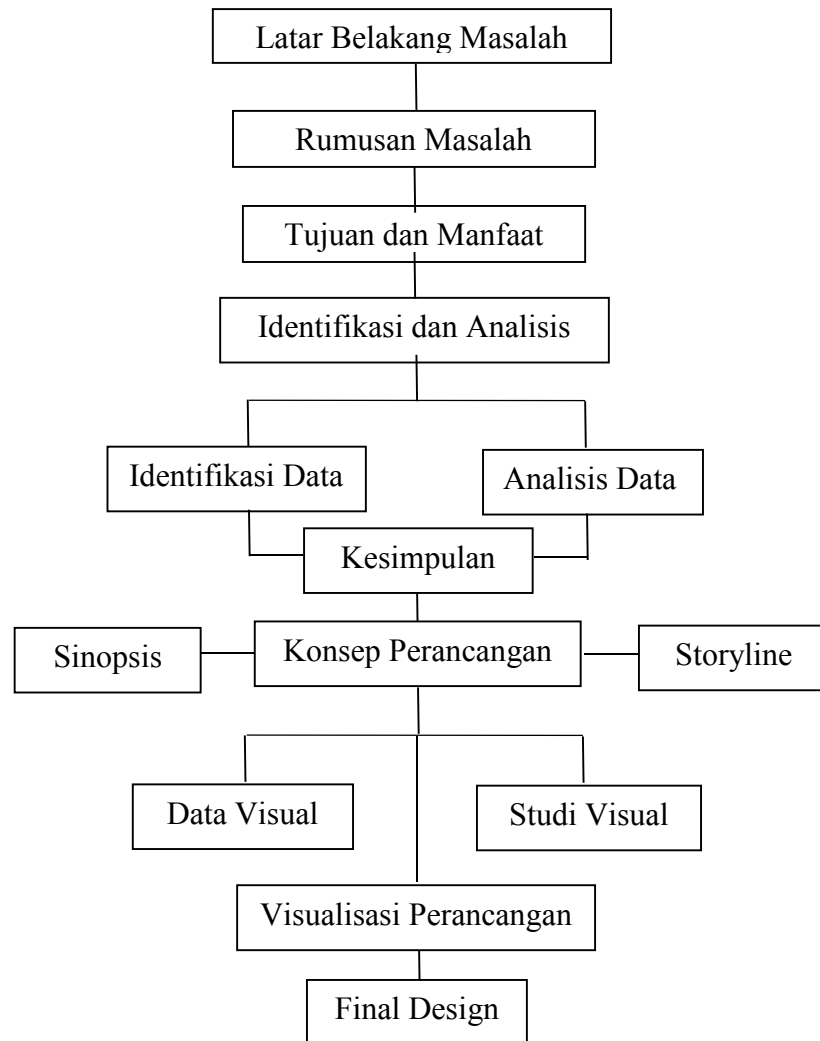 Latar Belakang Masalah
Rumusan Masalah
Tujuan dan Manfaat
Identifikasi dan Analisis
Identifikasi Data
Analisis Data
Kesimpulan
Sinopsis
Konsep Perancangan
Storyline
Data Visual
Studi Visual
Visualisasi Perancangan
Final Design